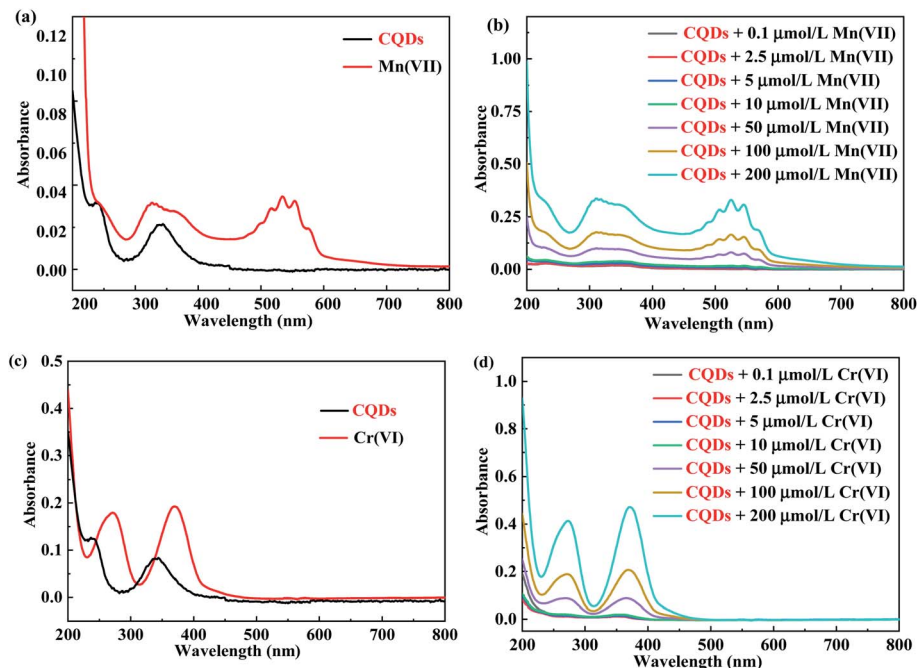 (a)
CQDs
Mn(VII)
0.12
0.10
0.08
0.06
0.04
0.02
0.00
Absorbance
200 300 400 500 600 700 800
Wavelength (nm)
(b)
CQDs + 0.1 μmol/L Mn(VII)
CQDs + 2.5 μmol/L Mn(VII)
CQDs + 5 μmol/L Mn(VII)
CQDs + 10 μmol/L Mn(VII)
CQDs + 50 μmol/L Mn(VII)
CQDs + 100 μmol/L Mn(VII)
CQDs + 200 μmol/L Mn(VII)
1.00
0.75
0.50
0.25
0.00
Absorbance
200 300 400 500 600 700 800
Wavelength (nm)
(c)
CQDs
Cr(VI)
0.5
0.4
0.3
0.2
0.1
0.0
Absorbance
200 300 400 500 600 700 800
Wavelength (nm)
(d)
CQDs + 0.1 μmol/L Cr(VI)
CQDs + 2.5 μmol/L Cr(VI)
CQDs + 5 μmol/L Cr(VI)
CQDs + 10 μmol/L Cr(VI)
CQDs + 50 μmol/L Cr(VI)
CQDs + 100 μmol/L Cr(VI)
CQDs + 200 μmol/L Cr(VI)
1.0
0.8
0.6
0.4
0.2
0.0
Absorbance
200 300 400 500 600 700 800
Wavelength (nm)